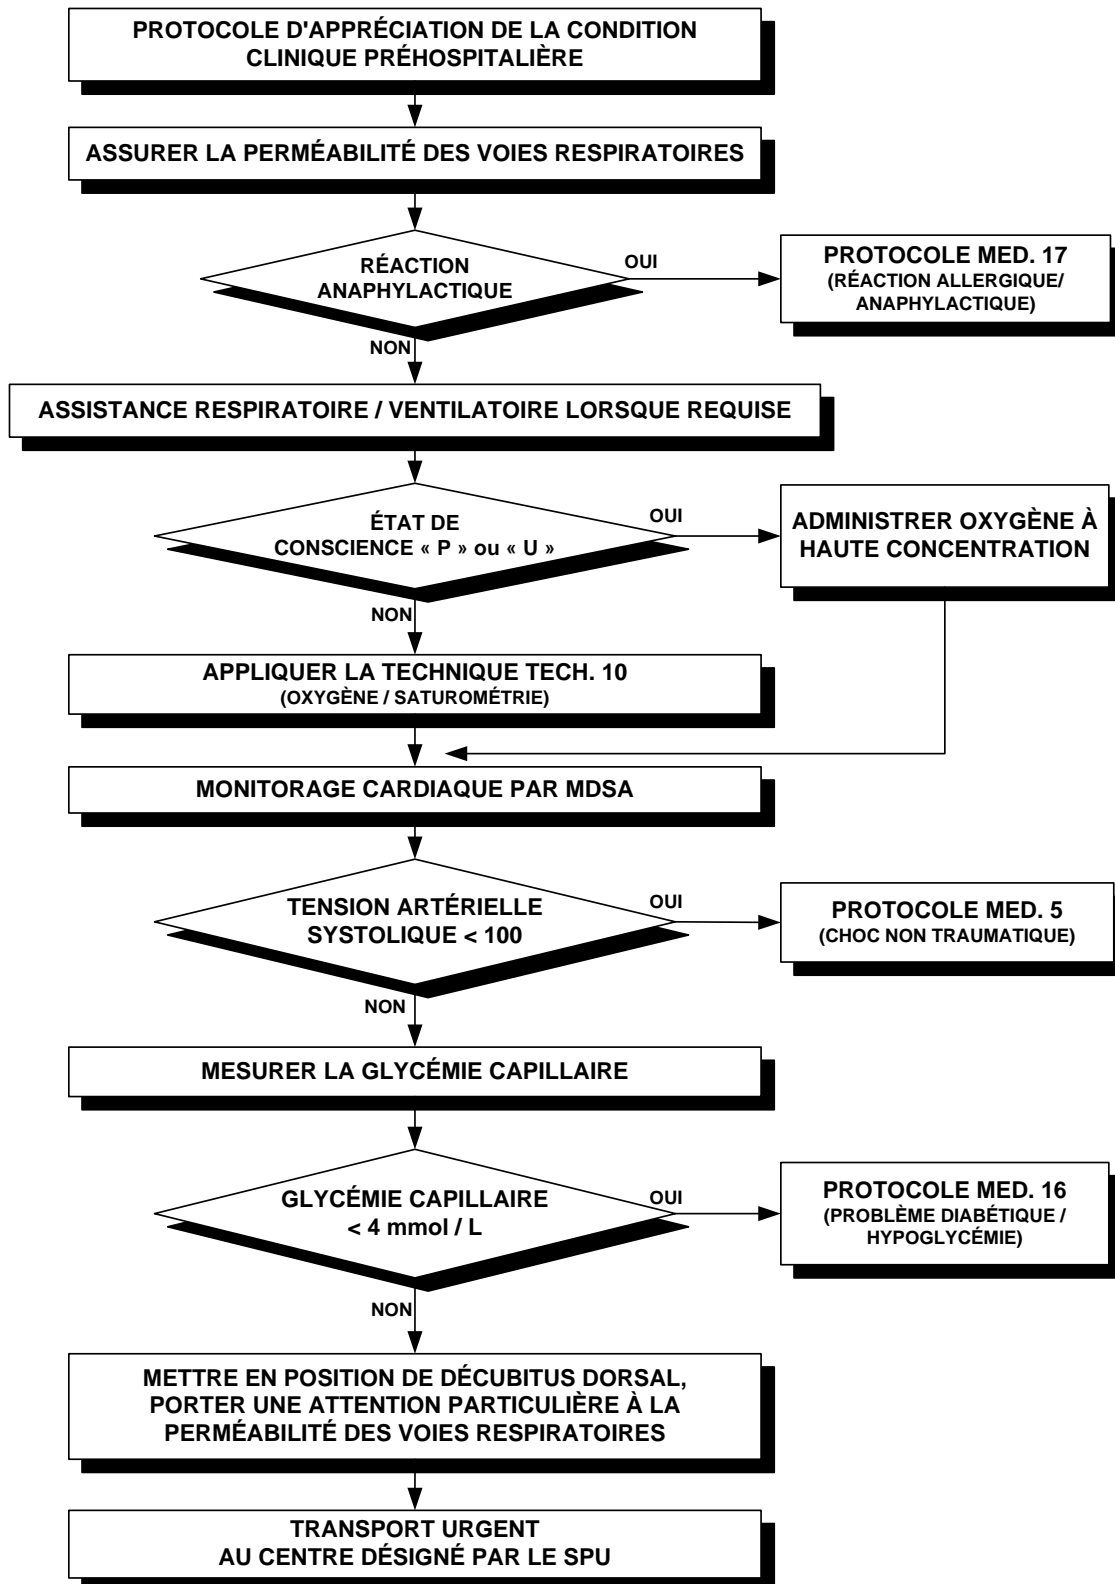 PROTOCOLE D'APPRÉCIATION DE LA CONDITION
CLINIQUE PRÉHOSPITALIÈRE
ASSURER LA PERMÉABILITÉ DES VOIES RESPIRATOIRES
RÉACTION
ANAPHYLACTIQUE
OUI
PROTOCOLE MED. 17
(RÉACTION ALLERGIQUE/
ANAPHYLACTIQUE)
NON
ASSISTANCE RESPIRATOIRE / VENTILATOIRE LORSQUE REQUISE
ÉTAT DE
CONSCIENCE « P » ou « U »
OUI
ADMINISTRER OXYGÈNE À
HAUTE CONCENTRATION
NON
APPLIQUER LA TECHNIQUE TECH. 10
(OXYGÈNE / SATUROMÉTRIE)
MONITORAGE CARDIAQUE PAR MDSA
TENSION ARTÉRIELLE
SYSTOLIQUE < 100
OUI
PROTOCOLE MED. 5
(CHOC NON TRAUMATIQUE)
NON
MESURER LA GLYCÉMIE CAPILLAIRE
GLYCÉMIE CAPILLAIRE
< 4 mmol / L
OUI
PROTOCOLE MED. 16
(PROBLÈME DIABÉTIQUE /
HYPOGLYCÉMIE)
NON
METTRE EN POSITION DE DÉCUBITUS DORSAL,
PORTER UNE ATTENTION PARTICULIÈRE À LA
PERMÉABILITÉ DES VOIES RESPIRATOIRES
TRANSPORT URGENT
AU CENTRE DÉSIGNÉ PAR LE SPU